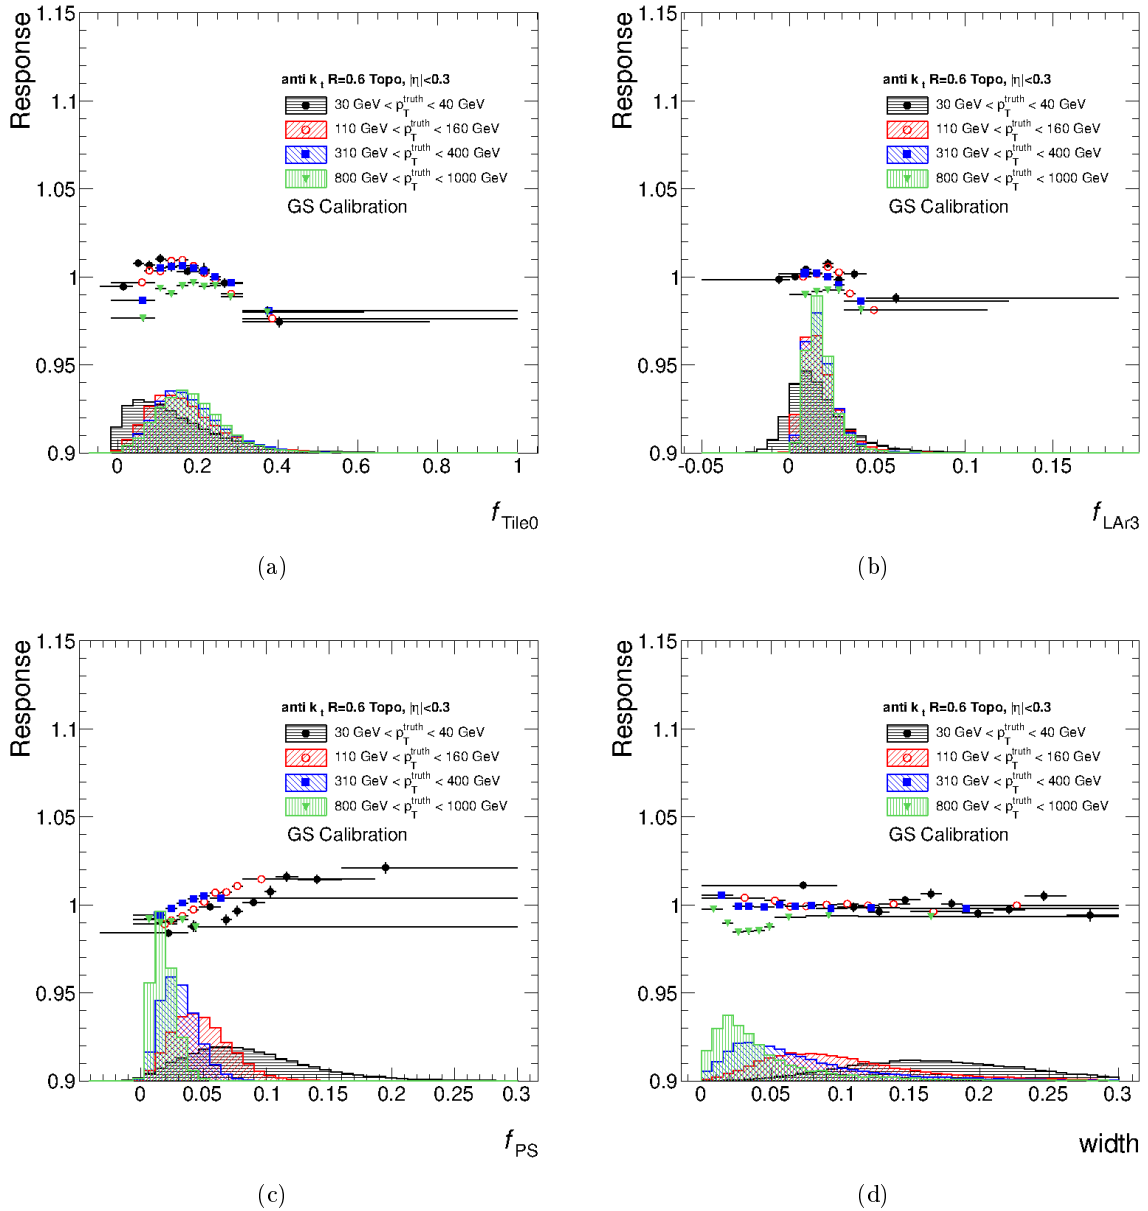 Response
1.15
1.1
1.05
1
0.95
0.9
anti k t R=0.6 Topo, |η|<0.3
30 GeV < p_T^truth < 40 GeV
110 GeV < p_T^truth < 160 GeV
310 GeV < p_T^truth < 400 GeV
800 GeV < p_T^truth < 1000 GeV
GS Calibration
0 0.2 0.4 0.6 0.8 1
f_Tile0
(a)
Response
1.15
1.1
1.05
1
0.95
0.9
anti k t R=0.6 Topo, |η|<0.3
30 GeV < p_T^truth < 40 GeV
110 GeV < p_T^truth < 160 GeV
310 GeV < p_T^truth < 400 GeV
800 GeV < p_T^truth < 1000 GeV
GS Calibration
-0.05 0 0.05 0.1 0.15
f_LAr3
(b)
Response
1.15
1.1
1.05
1
0.95
0.9
anti k t R=0.6 Topo, |η|<0.3
30 GeV < p_T^truth < 40 GeV
110 GeV < p_T^truth < 160 GeV
310 GeV < p_T^truth < 400 GeV
800 GeV < p_T^truth < 1000 GeV
GS Calibration
0 0.05 0.1 0.15 0.2 0.25 0.3
f_PS
(c)
Response
1.15
1.1
1.05
1
0.95
0.9
anti k t R=0.6 Topo, |η|<0.3
30 GeV < p_T^truth < 40 GeV
110 GeV < p_T^truth < 160 GeV
310 GeV < p_T^truth < 400 GeV
800 GeV < p_T^truth < 1000 GeV
GS Calibration
0 0.05 0.1 0.15 0.2 0.25 0.3
width
(d)